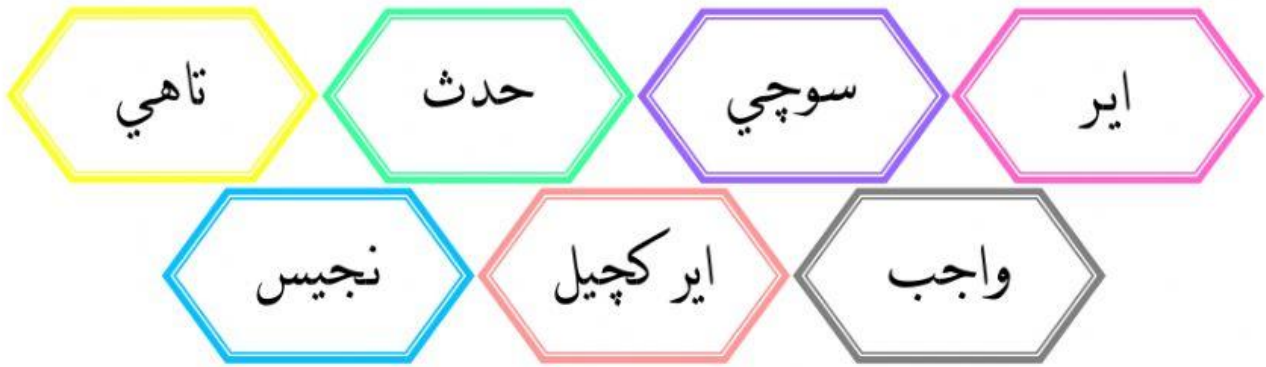 اير
سوچي
حدث
تاهي
واجب
اير كچيل
نجيس